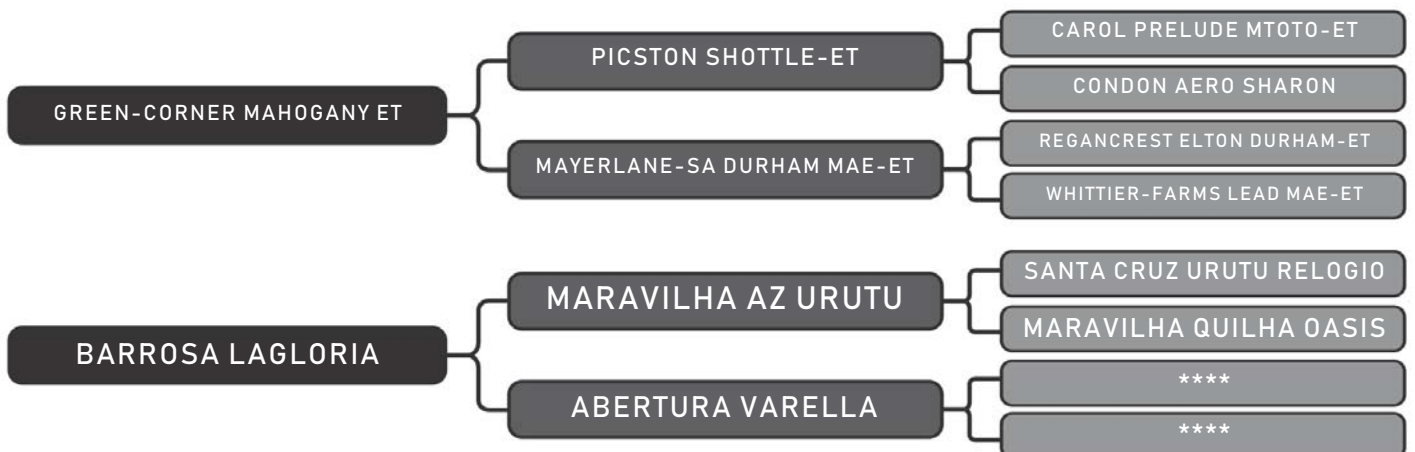 GREEN-CORNER MAHOGANY ET
PICSTON SHOTTLE-ET
CAROL PRELUDE MTOTO-ET
CONDON AERO SHARON
MAYERLANE-SA DURHAM MAE-ET
REGANCREST ELTON DURHAM-ET
WHITTIER-FARMS LEAD MAE-ET
BARROSA LAGLORIA
MARAVILHA AZ URUTU
SANTA CRUZ URUTU RELOGIO
MARAVILHA QUILHA OASIS
ABERTURA VARELLA
****
****